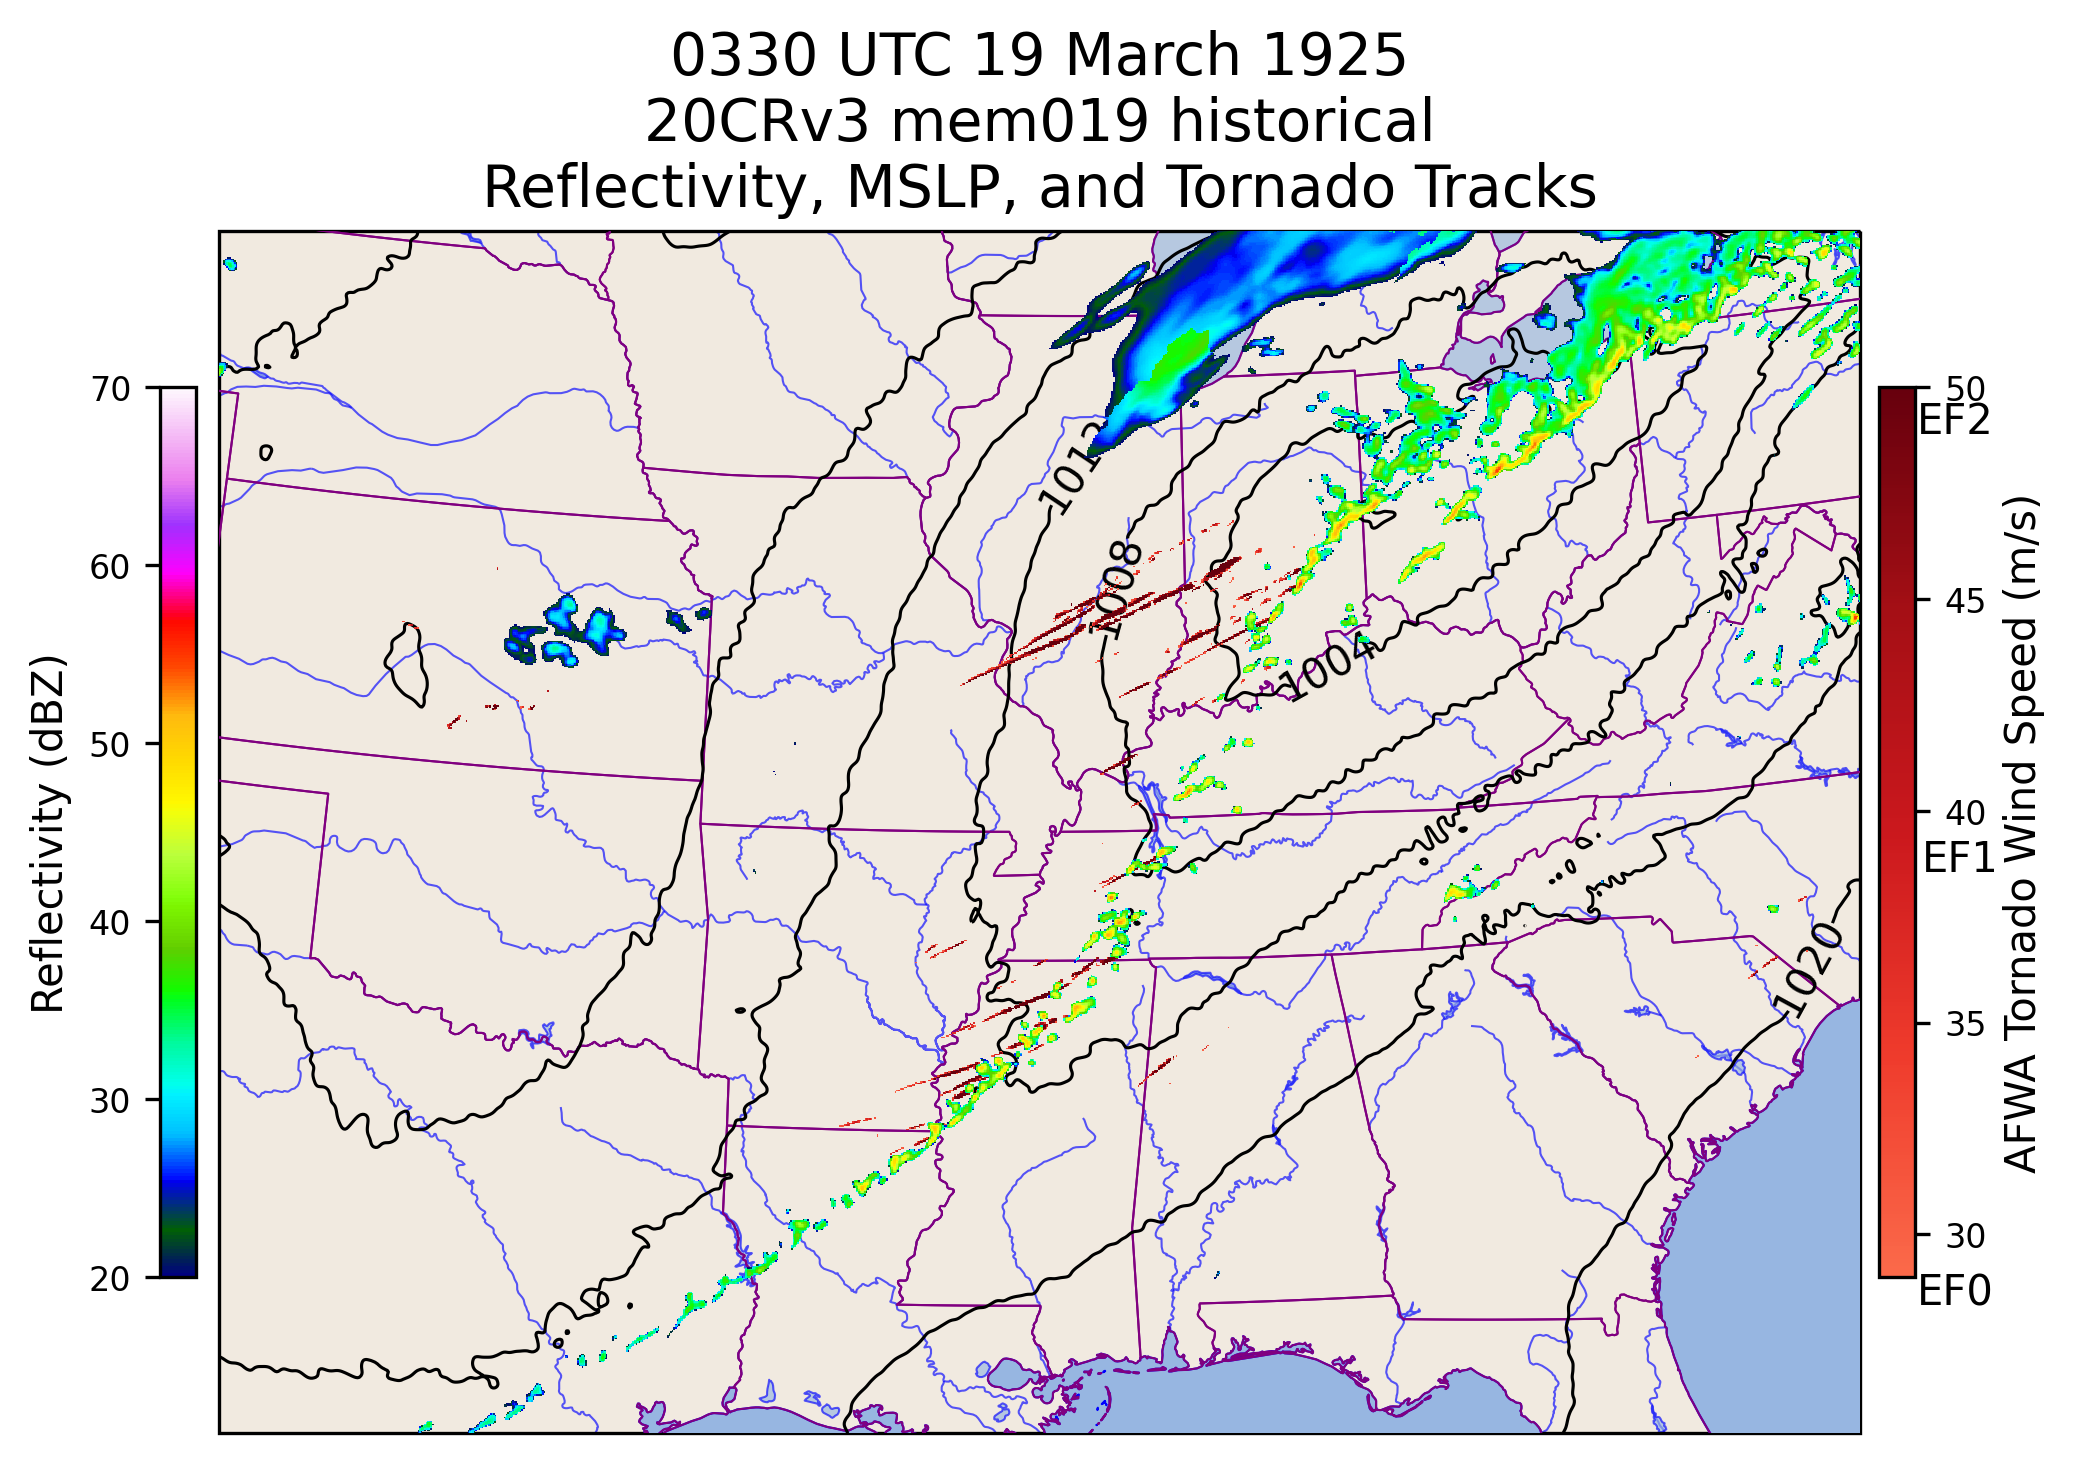 0330 UTC 19 March 1925
20CRv3 mem019 historical
Reflectivity, MSLP, and Tornado Tracks
Reflectivity (dBZ)
70
60
50
40
30
20
1012
1008
1004
1020
50
EF2
45
40
EF1
35
30
EF0
AFWA Tornado Wind Speed (m/s)